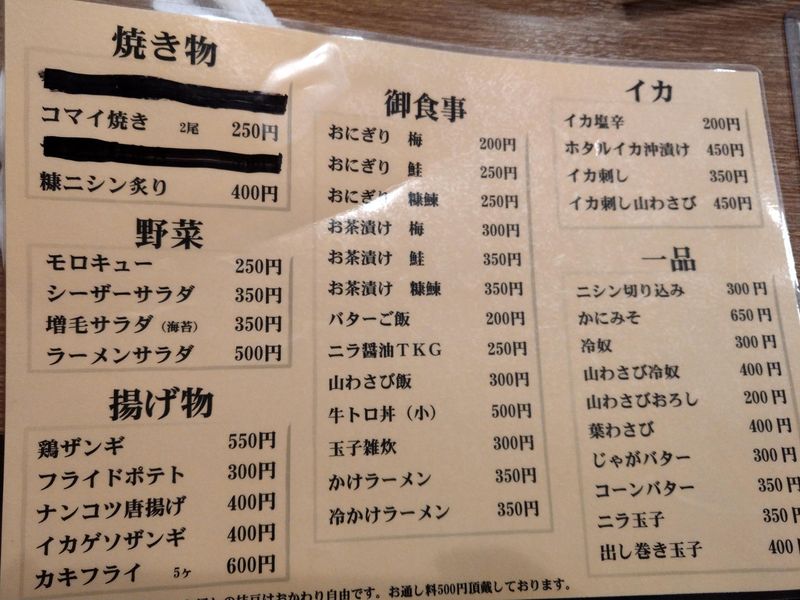 焼き物
コマイ焼き 2尾 250円
糠ニシン炙り 400円
野菜
モロキュー 250円
シーザーサラダ 350円
増毛サラダ(海苔) 350円
ラーメンサラダ 500円
揚げ物
鶏ザンギ 550円
フライドポテト 300円
ナンコツ唐揚げ 400円
イカゲソザンギ 400円
カキフライ 5ヶ 600円
御食事
おにぎり 梅 200円
おにぎり 鮭 250円
おにぎり 糠鰊 250円
お茶漬け 梅 300円
お茶漬け 鮭 350円
お茶漬け 糠鰊 350円
バターご飯 200円
ニラ醤油TKG 250円
山わさび飯 300円
牛トロ丼(小) 500円
玉子雑炊 300円
かけラーメン 350円
冷かけラーメン 350円
イカ
イカ塩辛 200円
ホタルイカ沖漬け 450円
イカ刺し 350円
イカ刺し山わさび 450円
一品
ニシン切り込み 300円
かにみそ 650円
冷奴 300円
山わさび冷奴 400円
山わさびおろし 200円
葉わさび 400円
じゃがバター 300円
コーンバター 350円
ニラ玉子 350円
出し巻き玉子 400
おかわり自由です。お通し料500円頂戴しております。